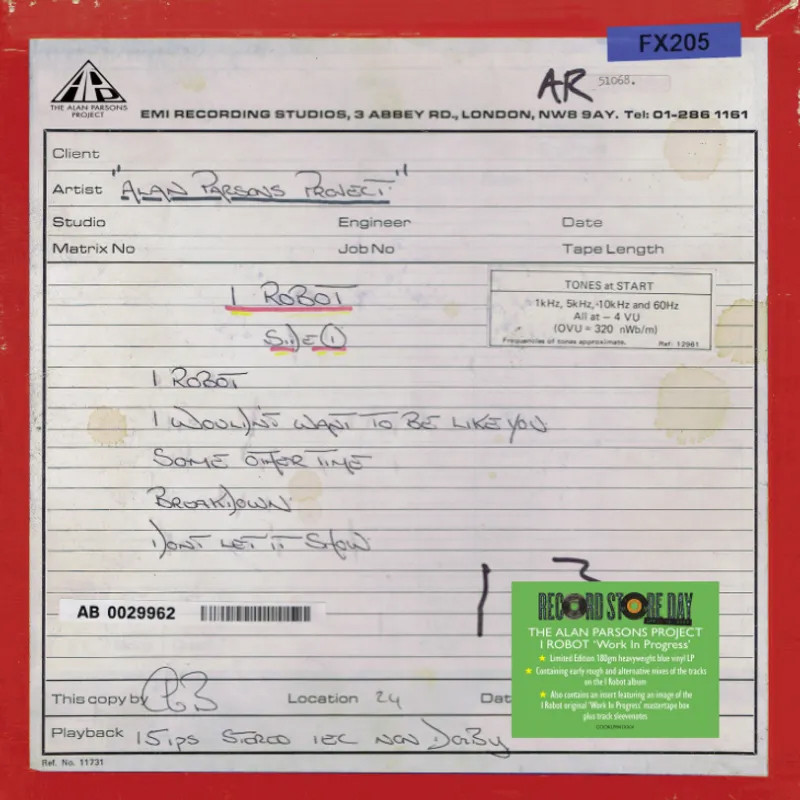 FX205
AR 51068.
THE ALAN PARSONS
PROJECT
EMI RECORDING STUDIOS, 3 ABBEY RD., LONDON, NW8 9AY. Tel: 01-286 1161
Client
Artist "ALAN PARSONS PROJECT"
Studio Engineer Date
Matrix No Job No Tape Length
I ROBOT
SIDE 1
TONES at START
1kHz, 5kHz, 10kHz and 60Hz
All at – 4 VU
(OVU = 320 nWb/m)
Frequencies of tones approximate. Ref: 12961
I ROBOT
I WOULDN'T WANT TO BE LIKE YOU
SOME OTHER TIME
BREAKDOWN
DONT LET IT SHOW
AB 0029962
RECORD STORE DAY
THE ALAN PARSONS PROJECT
I ROBOT 'Work In Progress'
★ Limited Edition 180gm heavyweight blue vinyl LP
★ Containing early rough and alternative mixes of the tracks
on the I Robot album
★ Also contains an insert featuring an image of the
I Robot original 'Work In Progress' mastertape box
plus track sleevenotes
This copy by Location 24 Dat
Playback 15 ips STEREO IEC NON DOLBY
Ref. No. 11731